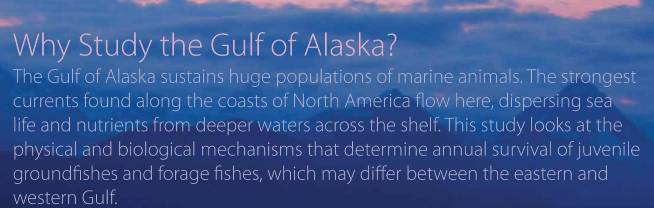 Why Study the Gulf of Alaska?
The Gulf of Alaska sustains huge populations of marine animals. The strongest
currents found along the coasts of North America flow here, dispersing sea
life and nutrients from deeper waters across the shelf. This study looks at the
physical and biological mechanisms that determine annual survival of juvenile
groundfishes and forage fishes, which may differ between the eastern and
western Gulf.